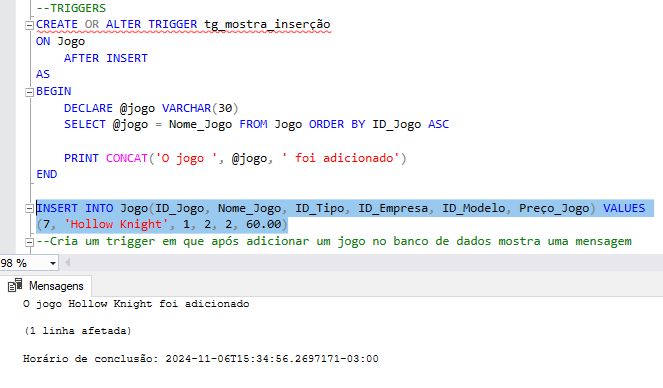 --TRIGGERS
CREATE OR ALTER TRIGGER tg_mostra_inserção
ON Jogo
AFTER INSERT
AS
BEGIN
DECLARE @jogo VARCHAR(30)
SELECT @jogo = Nome_Jogo FROM Jogo ORDER BY ID_Jogo ASC
PRINT CONCAT('O jogo ', @jogo, ' foi adicionado')
END
INSERT INTO Jogo(ID_Jogo, Nome_Jogo, ID_Tipo, ID_Empresa, ID_Modelo, Preço_Jogo) VALUES
(7, 'Hollow Knight', 1, 2, 2, 60.00)
--Cria um trigger em que após adicionar um jogo no banco de dados mostra uma mensagem
98 %
Mensagens
O jogo Hollow Knight foi adicionado
(1 linha afetada)
Horário de conclusão: 2024-11-06T15:34:56.2697171-03:00